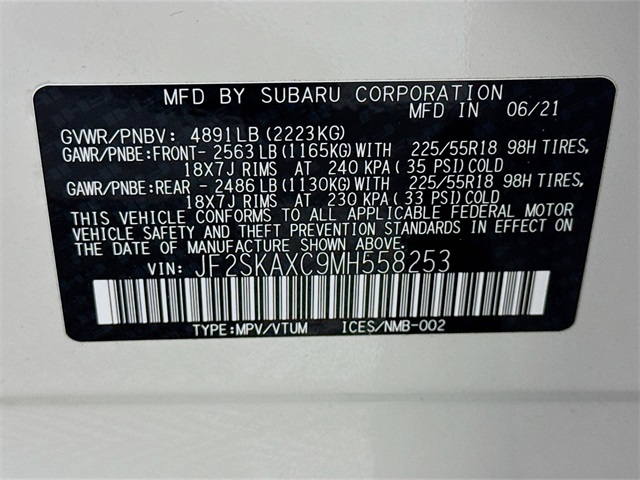 MFD BY SUBARU CORPORATION
MFD IN 06/21
GVWR/PNBV: 4891LB(2223KG)
GAWR/PNBE:FRONT- 2563LB(1165KG)WITH 225/55R18 98H TIRES,
18X7J RIMS AT 240 KPA( 35 PSI)COLD
GAWR/PNBE:REAR - 2486LB(1130KG)WITH 225/55R18 98H TIRES,
18X7J RIMS AT 230 KPA( 33 PSI)COLD
THIS VEHICLE CONFORMS TO ALL APPLICABLE FEDERAL MOTOR
VEHICLE SAFETY AND THEFT PREVENTION STANDARDS IN EFFECT
ON THE DATE OF MANUFACTURE SHOWN ABOVE.
VIN: JF2SKAXC9MH558253
TYPE:MPV/VTUM ICES/NMB-002